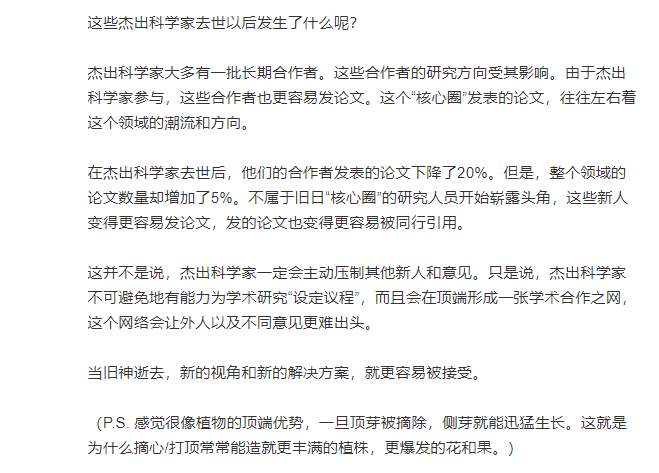 这些杰出科学家去世以后发生了什么呢？
杰出科学家大多有一批长期合作者。这些合作者的研究方向受其影响。由于杰出
科学家参与，这些合作者也更容易发论文。这个“核心圈”发表的论文，往往左右着
这个领域的潮流和方向。
在杰出科学家去世后，他们的合作者发表的论文下降了20%。但是，整个领域的
论文数量却增加了5%。不属于旧日“核心圈”的研究人员开始崭露头角，这些新人
变得更容易发论文，发的论文也变得更容易被同行引用。
这并不是说，杰出科学家一定会主动压制其他新人和意见。只是说，杰出科学家
不可避免地有能力为学术研究“设定议程”，而且会在顶端形成一张学术合作之网，
这个网络会让外人以及不同意见更难出头。
当旧神逝去，新的视角和新的解决方案，就更容易被接受。
（P.S. 感觉很像植物的顶端优势，一旦顶芽被摘除，侧芽就能迅猛生长。这就是
为什么摘心/打顶常常能造就更丰满的植株，更爆发的花和果。）